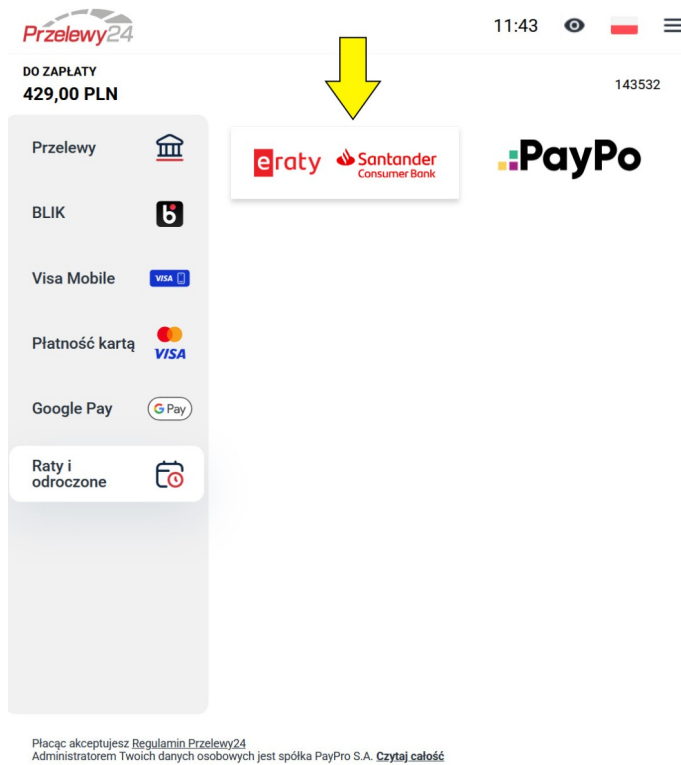 Przelewy24
11:43
DO ZAPŁATY
429,00 PLN
143532
Przelewy
BLIK
Visa Mobile
VISA
Płatność kartą
VISA
Google Pay
G Pay
Raty i
odroczone
eraty
Santander
Consumer Bank
PayPo
Płacąc akceptujesz Regulamin Przelewy24
Administratorem Twoich danych osobowych jest spółka PayPro S.A. Czytaj całość